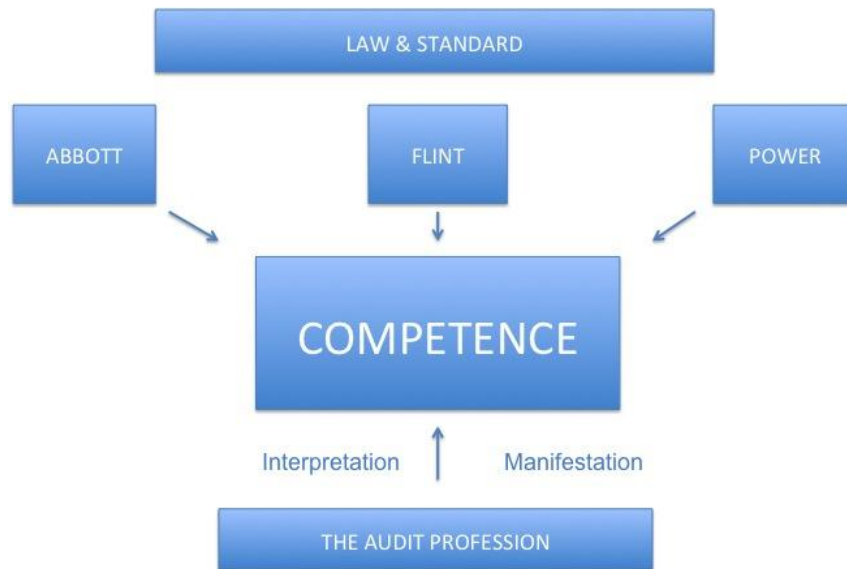 LAW & STANDARD
ABBOTT
FLINT
POWER
COMPETENCE
Interpretation
Manifestation
THE AUDIT PROFESSION